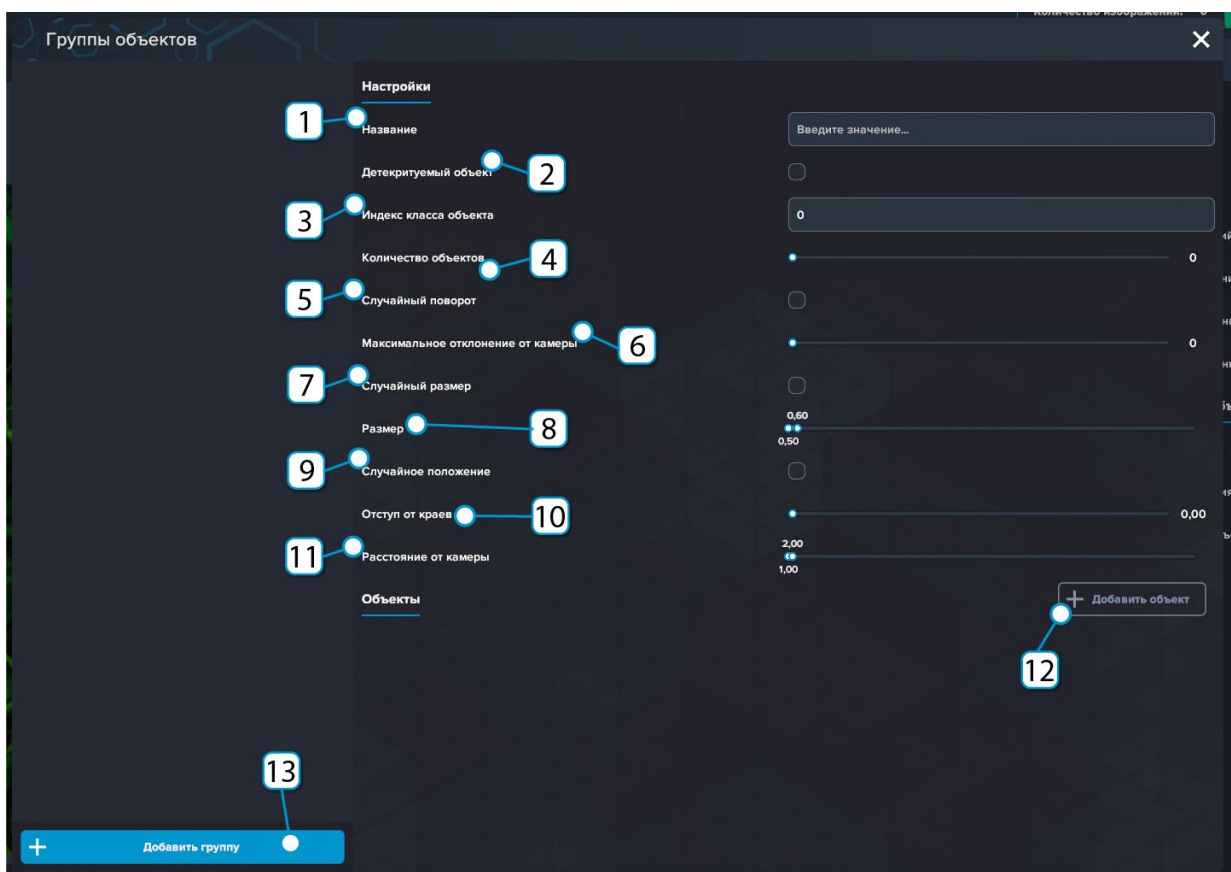 Количество изображений: 0
Группы объектов
Настройки
1
Название
Введите значение...
Детекритуемый объект
2
3
Индекс класса объекта
0
Количество объектов
4
0
5
Случайный поворот
Максимальное отклонение от камеры
6
0
7
Случайный размер
Размер
8
0,60
0,50
9
Случайное положение
Отступ от краев
10
0,00
11
Расстояние от камеры
2,00
1,00
Объекты
Добавить объект
12
13
Добавить группу